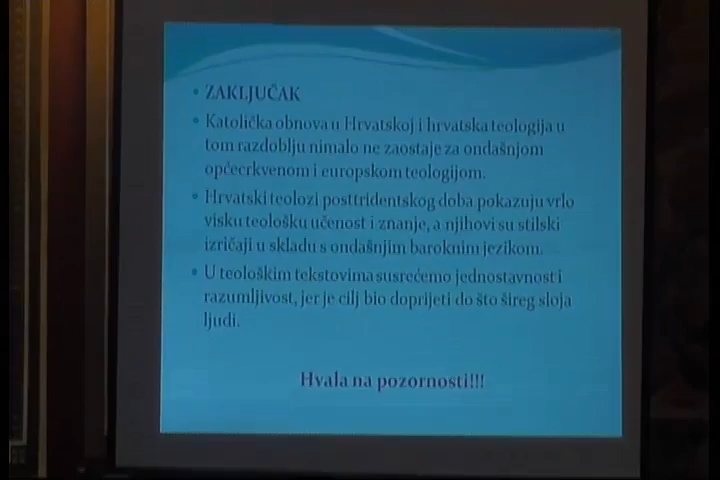 • ZAKLJUČAK
• Katolička obnova u Hrvatskoj i hrvatska teologija u
tom razdoblju nimalo ne zaostaje za ondašnjom
općecrkvenom i europskom teologijom.
• Hrvatski teolozi posttridentskog doba pokazuju vrlo
visku teološku učenost i znanje, a njihovi su stilski
izričaji u skladu s ondašnjim baroknim jezikom.
• U teološkim tekstovima susrećemo jednostavnost i
razumljivost, jer je cilj bio doprijeti do što šireg sloja
ljudi.
Hvala na pozornosti!!!